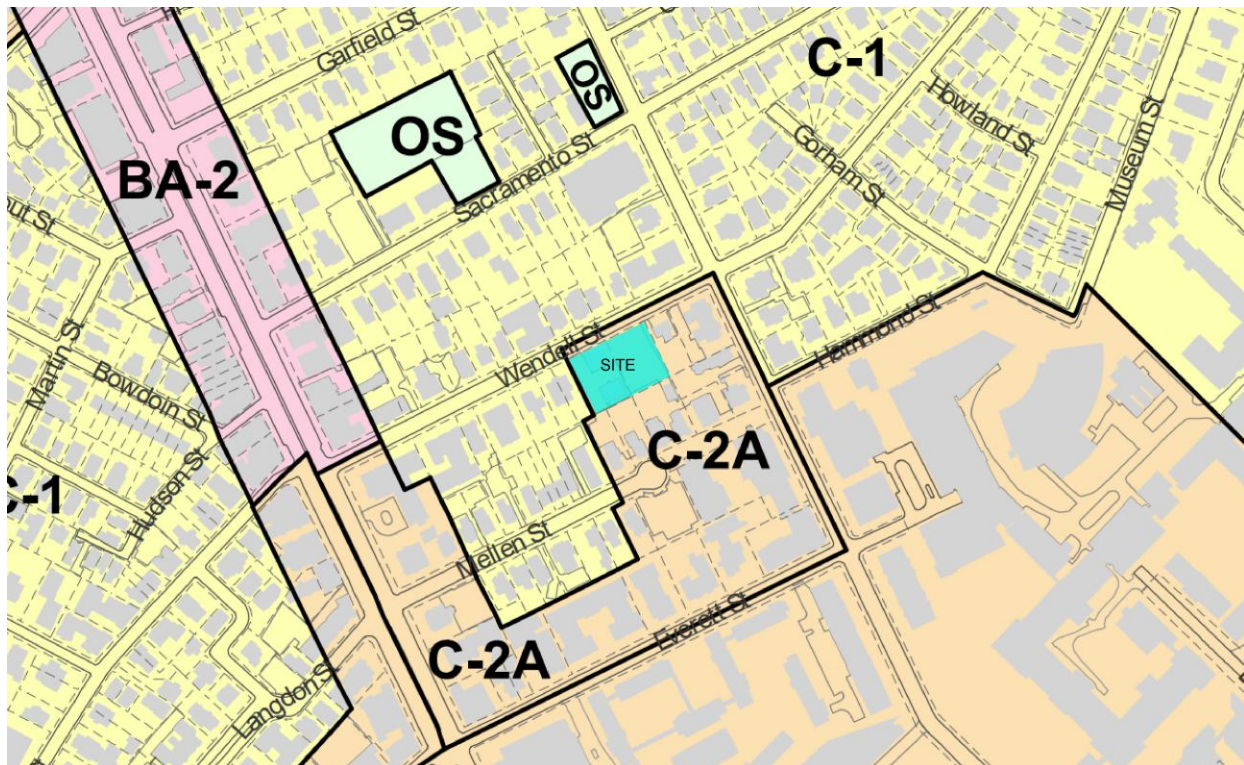 Garfield St
C-1
OS
OS
Howland St
Museum St
Gorham St
BA-2
Sacramento St
Hammond St
Wendell St
SITE
Martin St
Bowdoin St
C-2A
Hudson St
C-1
Mellen St
Everett St
C-2A
Langdon St